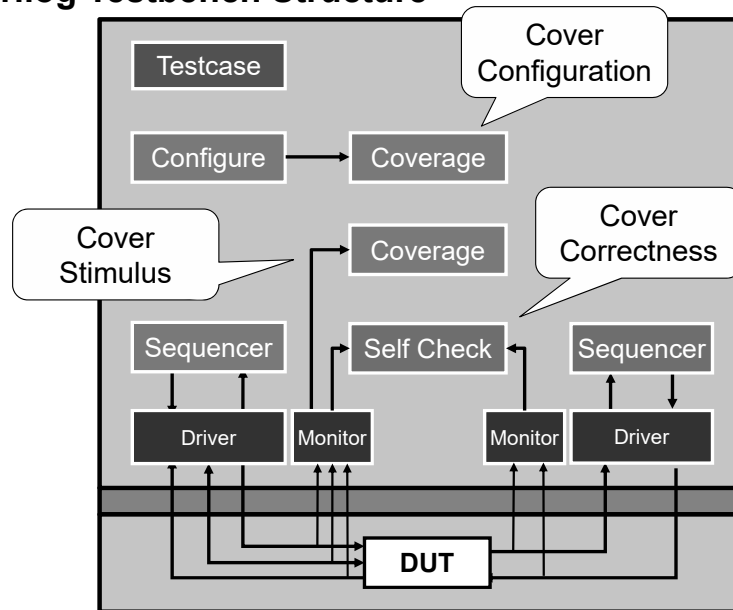 Testbench Structure
Cover
Configuration
Testcase
Configure
Coverage
Cover
Stimulus
Coverage
Cover
Correctness
Sequencer
Self Check
Sequencer
Driver
Monitor
Monitor
Driver
DUT